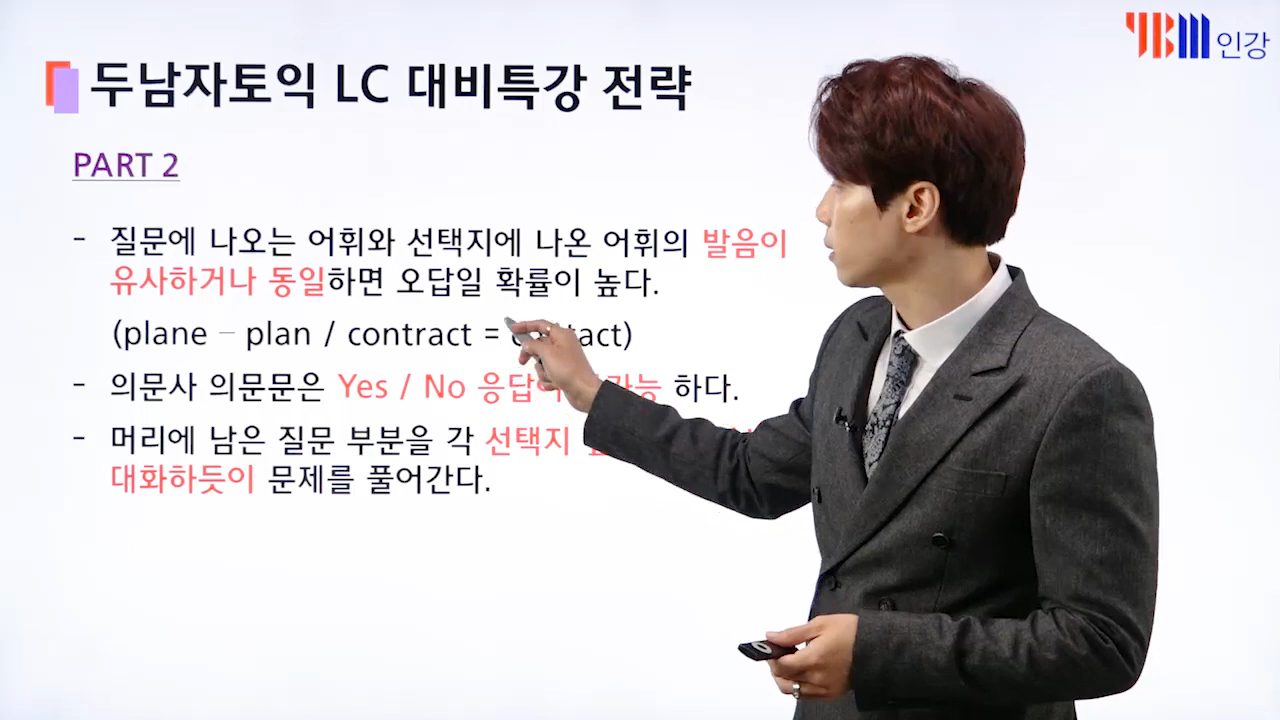 YBM 인강
두남자토익 LC 대비특강 전략
PART 2
- 질문에 나오는 어휘와 선택지에 나온 어휘의 발음이
유사하거나 동일하면 오답일 확률이 높다.
(plane – plan / contract =
- 의문사 의문문은 Yes / No 하다.
- 머리에 남은 질문 부분을 각 선택지
대화하듯이 문제를 풀어간다.